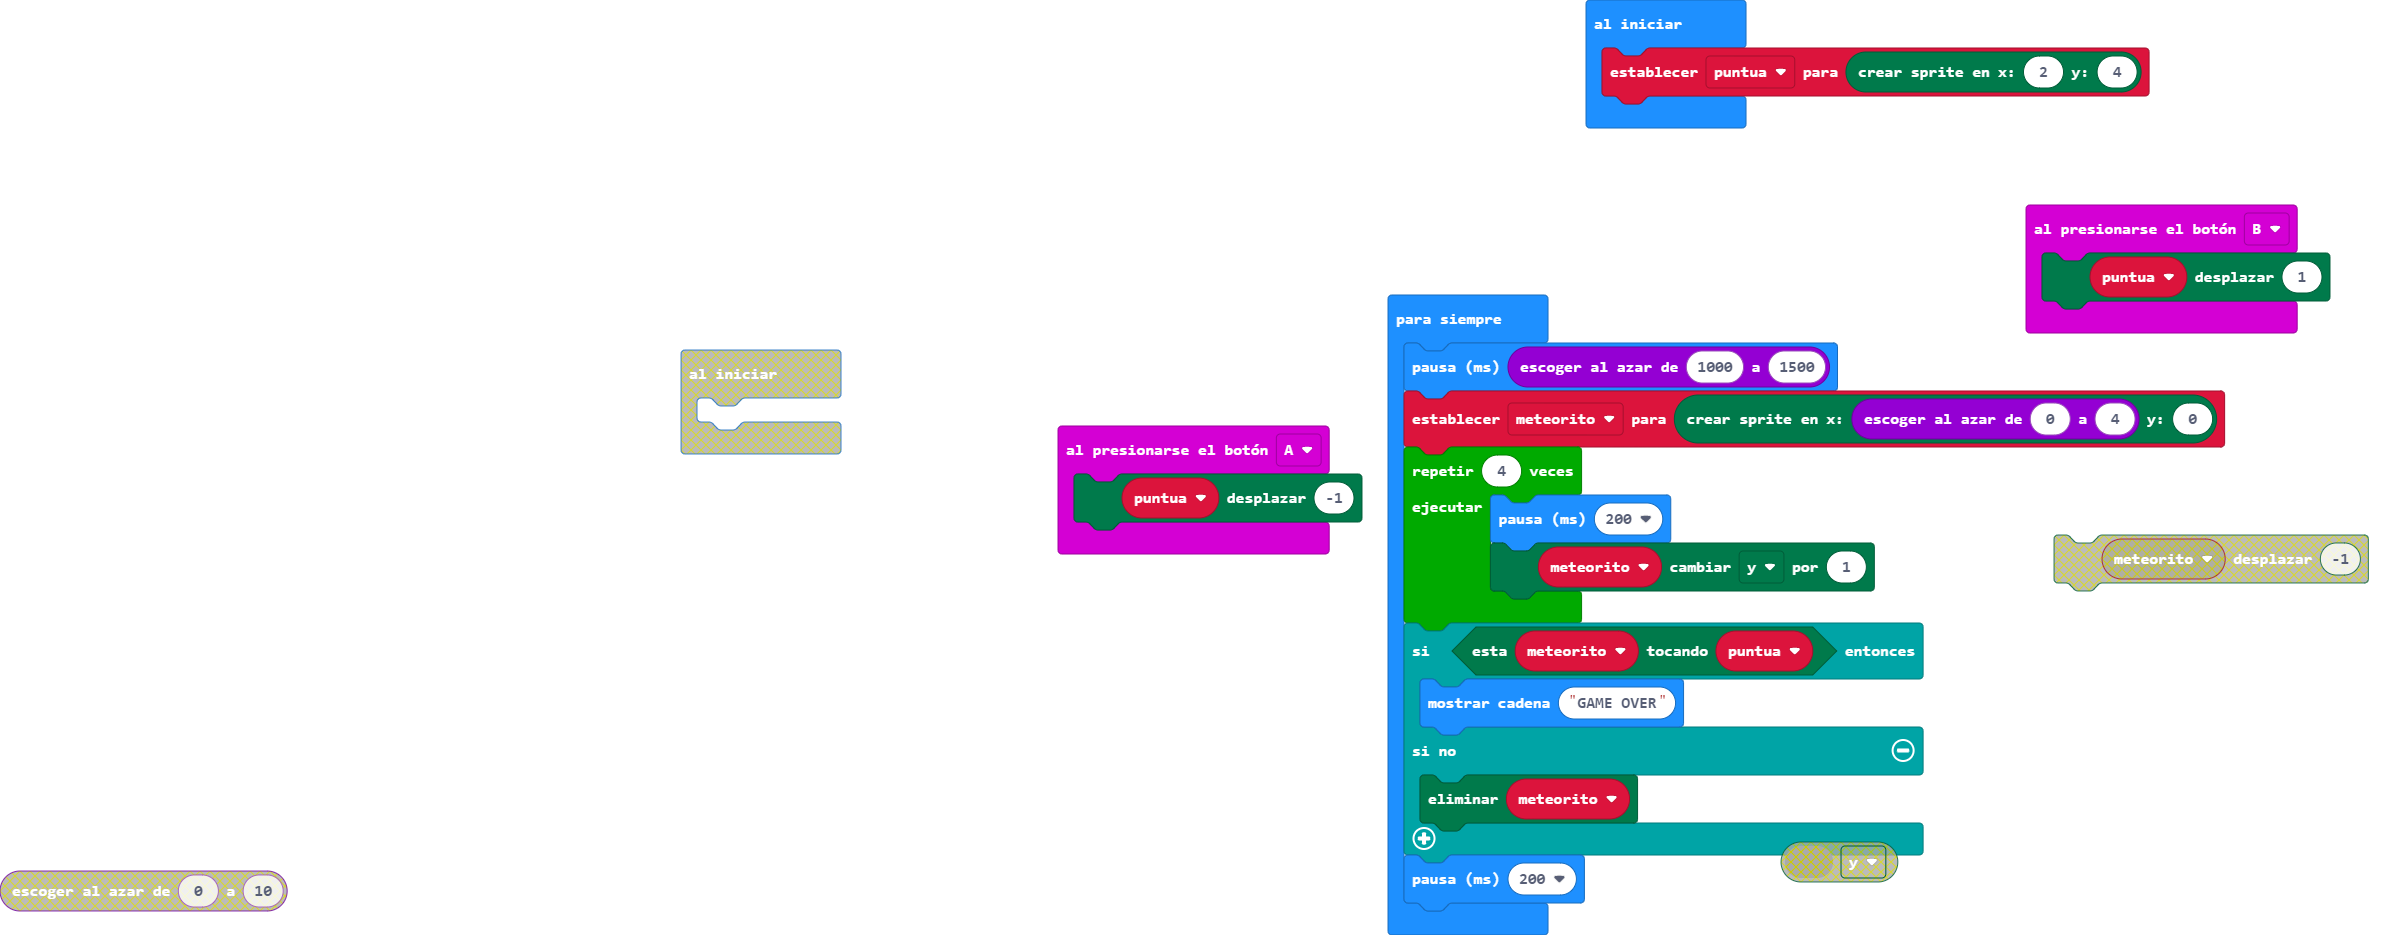 al iniciar
establecer puntua para crear sprite en x: 2 y: 4
al presionarse el botón B
puntua desplazar 1
para siempre
pausa (ms) escoger al azar de 1000 a 1500
establecer meteorito para crear sprite en x: escoger al azar de 0 a 4 y: 0
repetir 4 veces
ejecutar
pausa (ms) 200
meteorito cambiar y por 1
si esta meteorito tocando puntua entonces
mostrar cadena "GAME OVER"
si no
eliminar meteorito
pausa (ms) 200
al iniciar
al presionarse el botón A
puntua desplazar -1
meteorito desplazar -1
y
escoger al azar de 0 a 10